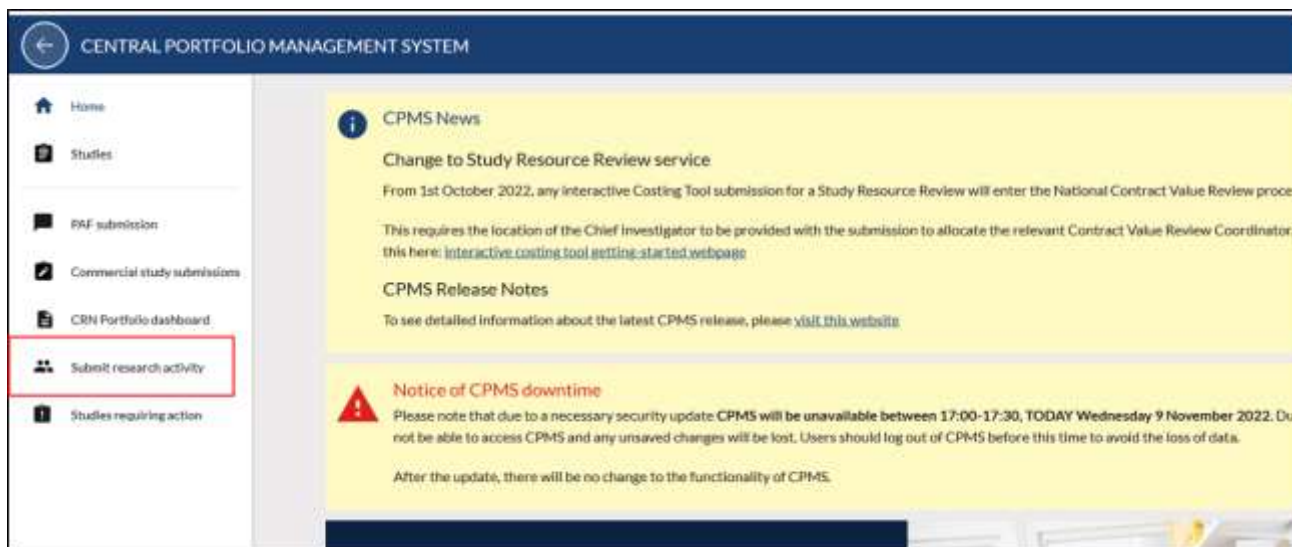 CENTRAL PORTFOLIO MANAGEMENT SYSTEM
Home
Studies
PAF submission
Commercial study submissions
CRN Portfolio dashboard
Submit research activity
Studies requiring action
CPMS News
Change to Study Resource Review service
From 1st October 2022, any interactive Costing Tool submission for a Study Resource Review will enter the National Contract Value Review proce
This requires the location of the Chief Investigator to be provided with the submission to allocate the relevant Contract Value Review Coordinator.
this here: interactive costing tool getting-started webpage
CPMS Release Notes
To see detailed information about the latest CPMS release, please visit this website
Notice of CPMS downtime
Please note that due to a necessary security update CPMS will be unavailable between 17:00-17:30, TODAY Wednesday 9 November 2022. Du
not be able to access CPMS and any unsaved changes will be lost. Users should log out of CPMS before this time to avoid the loss of data.
After the update, there will be no change to the functionality of CPMS.